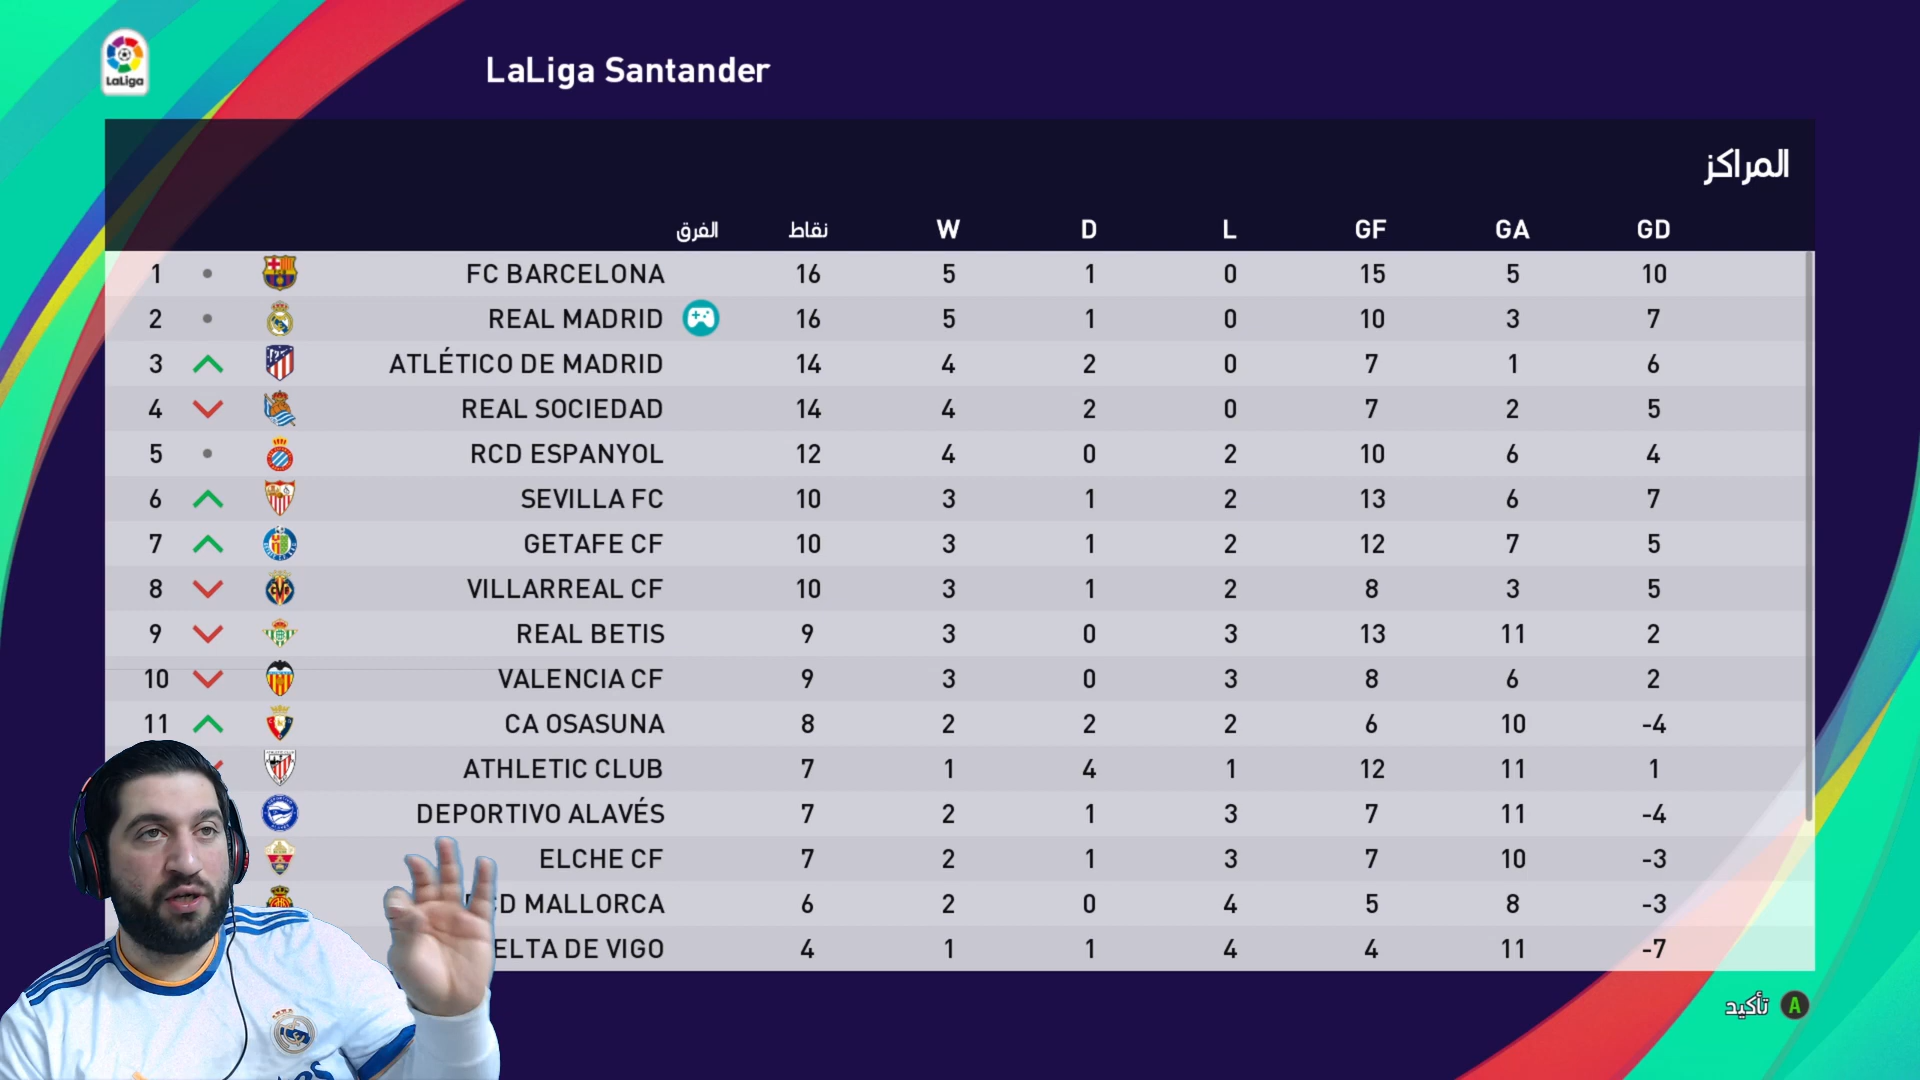 LaLiga
LaLiga Santander
المراكز
الفرق نقاط W D L GF GA GD
1 FC BARCELONA 16 5 1 0 15 5 10
2 REAL MADRID 16 5 1 0 10 3 7
3 ATLÉTICO DE MADRID 14 4 2 0 7 1 6
4 REAL SOCIEDAD 14 4 2 0 7 2 5
5 RCD ESPANYOL 12 4 0 2 10 6 4
6 SEVILLA FC 10 3 1 2 13 6 7
7 GETAFE CF 10 3 1 2 12 7 5
8 VILLARREAL CF 10 3 1 2 8 3 5
9 REAL BETIS 9 3 0 3 13 11 2
10 VALENCIA CF 9 3 0 3 8 6 2
11 CA OSASUNA 8 2 2 2 6 10 -4
ATHLETIC CLUB 7 1 4 1 12 11 1
DEPORTIVO ALAVÉS 7 2 1 3 7 11 -4
ELCHE CF 7 2 1 3 7 10 -3
CD MALLORCA 6 2 0 4 5 8 -3
ELTA DE VIGO 4 1 1 4 4 11 -7
تأكيد A